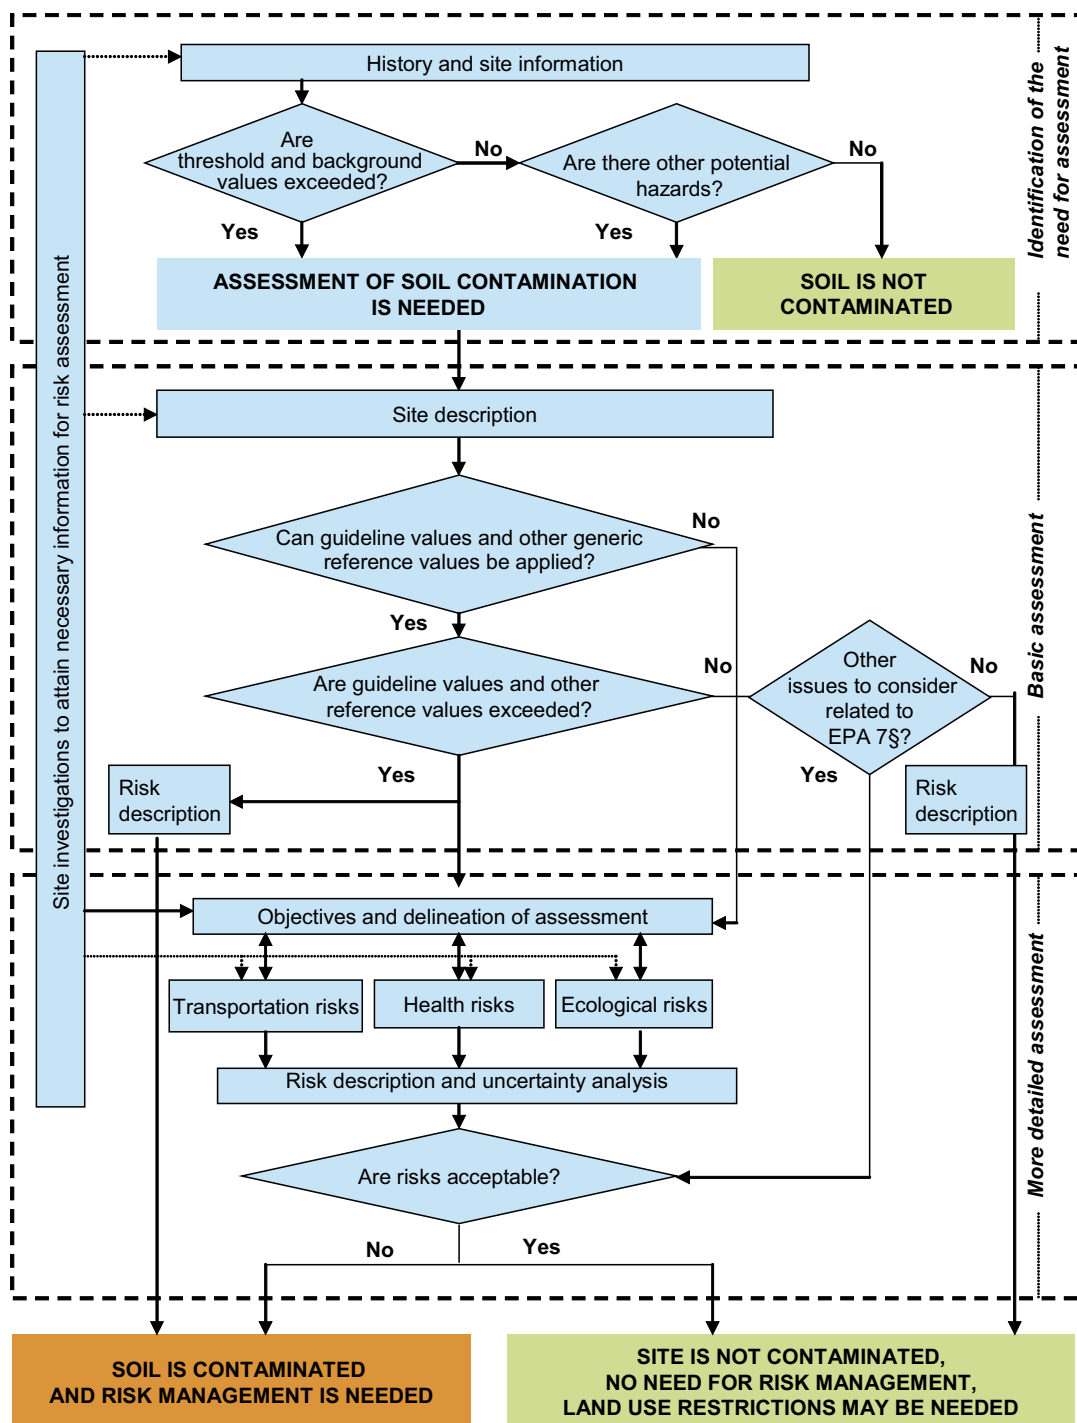 History and site information
Identification of the
need for assessment
Are
threshold and background
values exceeded?
No
Are there other potential
hazards?
No
Yes
Yes
ASSESSMENT OF SOIL CONTAMINATION
IS NEEDED
SOIL IS NOT
CONTAMINATED
Site investigations to attain necessary information for risk assessment
Site description
Basic assessment
Can guideline values and other generic
reference values be applied?
No
Yes
Are guideline values and other
reference values exceeded?
No
Other
issues to consider
related to
EPA 7§?
No
Yes
Yes
Risk
description
Risk
description
Objectives and delineation of assessment
More detailed assessment
Transportation risks
Health risks
Ecological risks
Risk description and uncertainty analysis
Are risks acceptable?
No
Yes
SOIL IS CONTAMINATED
AND RISK MANAGEMENT IS NEEDED
SITE IS NOT CONTAMINATED,
NO NEED FOR RISK MANAGEMENT,
LAND USE RESTRICTIONS MAY BE NEEDED